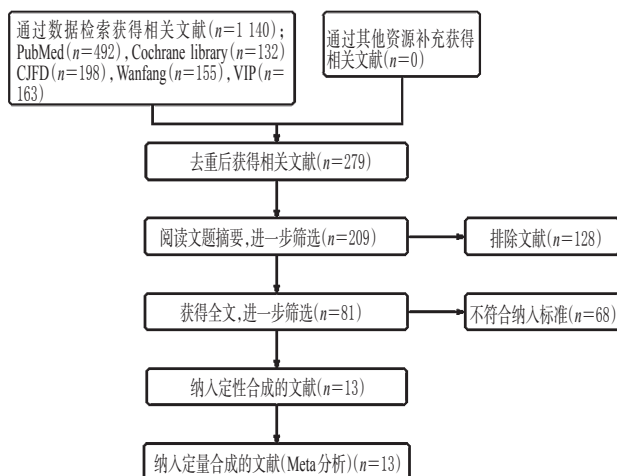 通过数据检索获得相关文献(n=1 140)；
PubMed(n=492),Cochrane library(n=132)
CJFD(n=198),Wanfang(n=155),VIP(n=
163)
通过其他资源补充获得
相关文献(n=0)
去重后获得相关文献(n=279)
阅读文题摘要,进一步筛选(n=209)
排除文献(n=128)
获得全文,进一步筛选(n=81)
不符合纳入标准(n=68)
纳入定性合成的文献(n=13)
纳入定量合成的文献(Meta分析)(n=13)